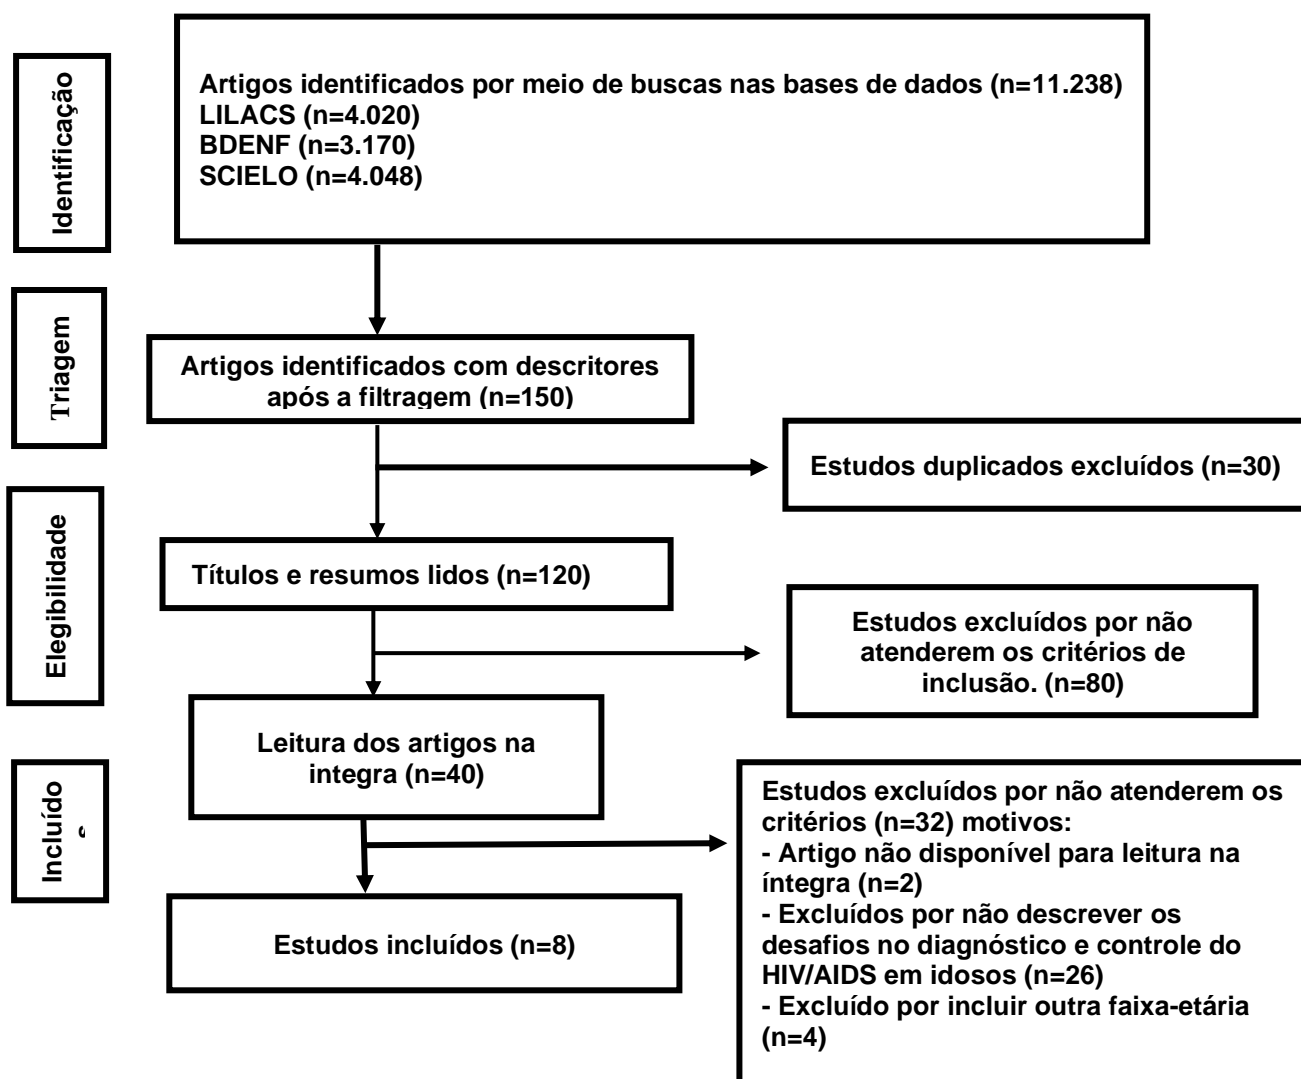 Identificação
Artigos identificados por meio de buscas nas bases de dados (n=11.238)
LILACS (n=4.020)
BDENF (n=3.170)
SCIELO (n=4.048)
Triagem
Artigos identificados com descritores
após a filtragem (n=150)
Estudos duplicados excluídos (n=30)
Elegibilidade
Títulos e resumos lidos (n=120)
Estudos excluídos por não
atenderem os critérios de
inclusão. (n=80)
Leitura dos artigos na
integra (n=40)
Incluído
s
Estudos excluídos por não atenderem os
critérios (n=32) motivos:
- Artigo não disponível para leitura na
íntegra (n=2)
- Excluídos por não descrever os
desafios no diagnóstico e controle do
HIV/AIDS em idosos (n=26)
- Excluído por incluir outra faixa-etária
(n=4)
Estudos incluídos (n=8)